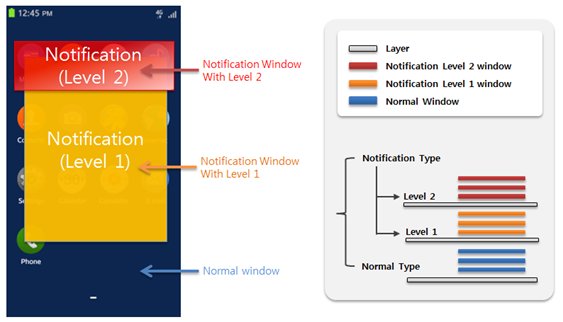 12:45 PM
4G
Notification
(Level 2)
Notification Window
With Level 2
Notification
(Level 1)
Notification Window
With Level 1
Phone
Normal window
Layer
Notification Level 2 window
Notification Level 1 window
Normal Window
Notification Type
Level 2
Level 1
Normal Type